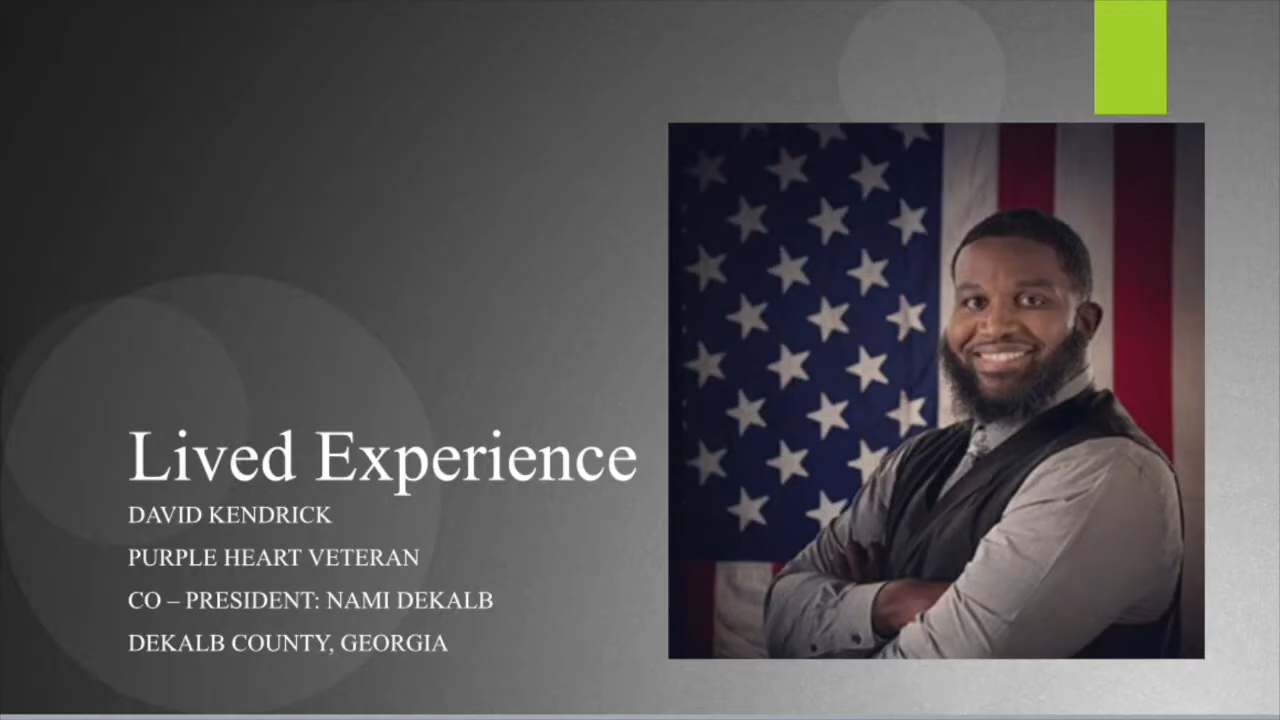 Lived Experience
DAVID KENDRICK
PURPLE HEART VETERAN
CO – PRESIDENT: NAMI DEKALB
DEKALB COUNTY, GEORGIA